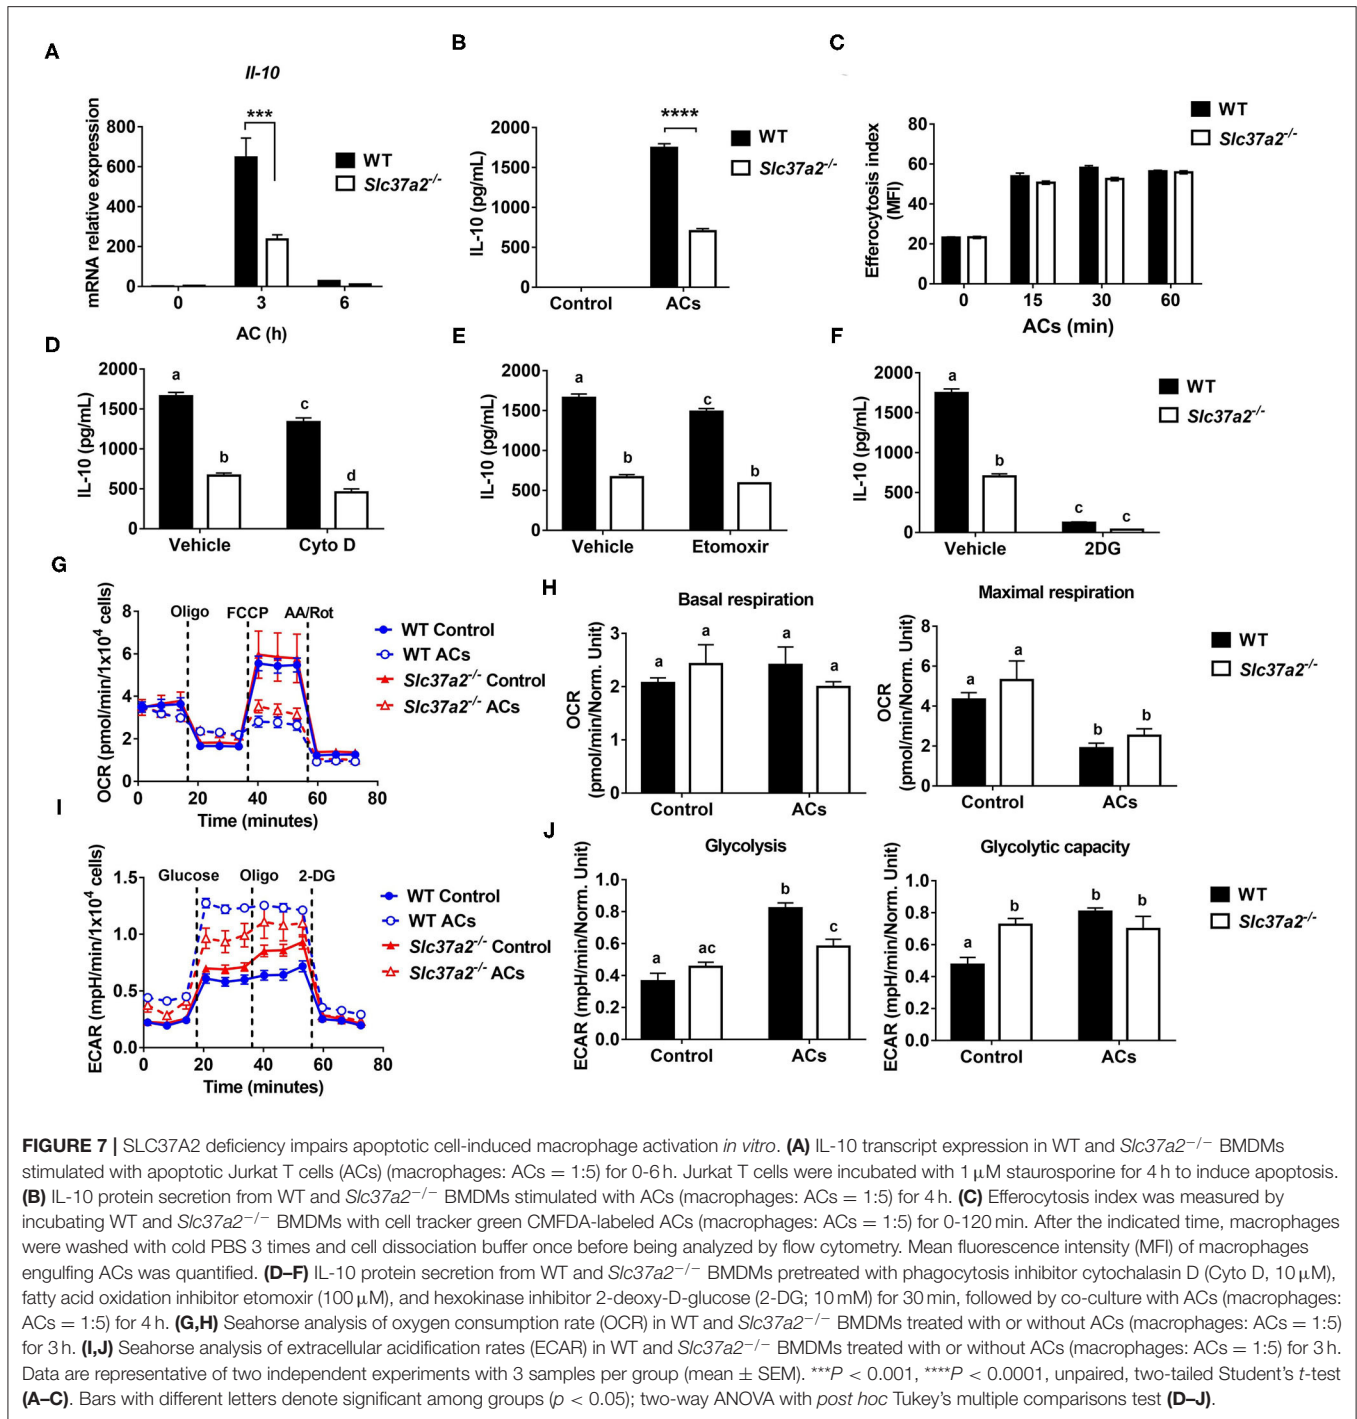 A
Il-10
mRNA relative expression
800
600
400
200
0
***
WT
Slc37a2-/-
0 3 6
AC (h)
B
IL-10 (pg/mL)
2000
1500
1000
500
0
****
WT
Slc37a2-/-
Control ACs
C
Efferocytosis index
(MFI)
80
60
40
20
0
WT
Slc37a2-/-
0 15 30 60
ACs (min)
D
IL-10 (pg/mL)
2000
1500
1000
500
0
a b c d
Vehicle Cyto D
E
IL-10 (pg/mL)
2000
1500
1000
500
0
a b c b
Vehicle Etomoxir
F
IL-10 (pg/mL)
2000
1500
1000
500
0
a b c c
WT
Slc37a2-/-
Vehicle 2DG
G
OCR (pmol/min/1x10⁴ cells)
8
6
4
2
0
Oligo FCCP AA/Rot
WT Control
WT ACs
Slc37a2-/- Control
Slc37a2-/- ACs
0 20 40 60 80
Time (minutes)
H
Basal respiration
OCR
(pmol/min/Norm. Unit)
3
2
1
0
a a a a
Control ACs
Maximal respiration
OCR
(pmol/min/Norm. Unit)
8
6
4
2
0
a a b b
WT
Slc37a2-/-
Control ACs
I
ECAR (mpH/min/1x10⁴ cells)
1.5
1.0
0.5
0.0
Glucose Oligo 2-DG
WT Control
WT ACs
Slc37a2-/- Control
Slc37a2-/- ACs
0 20 40 60 80
Time (minutes)
J
Glycolysis
ECAR (mpH/min/Norm. Unit)
1.0
0.8
0.6
0.4
0.2
0.0
a ac b c
Control ACs
Glycolytic capacity
ECAR (mpH/min/Norm. Unit)
1.0
0.8
0.6
0.4
0.2
0.0
a b b b
WT
Slc37a2-/-
Control ACs
FIGURE 7 | SLC37A2 deficiency impairs apoptotic cell-induced macrophage activation in vitro. (A) IL-10 transcript expression in WT and Slc37a2−/− BMDMs
stimulated with apoptotic Jurkat T cells (ACs) (macrophages: ACs = 1:5) for 0-6 h. Jurkat T cells were incubated with 1 µM staurosporine for 4 h to induce apoptosis.
(B) IL-10 protein secretion from WT and Slc37a2−/− BMDMs stimulated with ACs (macrophages: ACs = 1:5) for 4 h. (C) Efferocytosis index was measured by
incubating WT and Slc37a2−/− BMDMs with cell tracker green CMFDA-labeled ACs (macrophages: ACs = 1:5) for 0-120 min. After the indicated time, macrophages
were washed with cold PBS 3 times and cell dissociation buffer once before being analyzed by flow cytometry. Mean fluorescence intensity (MFI) of macrophages
engulfing ACs was quantified. (D–F) IL-10 protein secretion from WT and Slc37a2−/− BMDMs pretreated with phagocytosis inhibitor cytochalasin D (Cyto D, 10 µM),
fatty acid oxidation inhibitor etomoxir (100 µM), and hexokinase inhibitor 2-deoxy-D-glucose (2-DG; 10 mM) for 30 min, followed by co-culture with ACs (macrophages:
ACs = 1:5) for 4 h. (G,H) Seahorse analysis of oxygen consumption rate (OCR) in WT and Slc37a2−/− BMDMs treated with or without ACs (macrophages: ACs = 1:5)
for 3 h. (I,J) Seahorse analysis of extracellular acidification rates (ECAR) in WT and Slc37a2−/− BMDMs treated with or without ACs (macrophages: ACs = 1:5) for 3 h.
Data are representative of two independent experiments with 3 samples per group (mean ± SEM). ***P < 0.001, ****P < 0.0001, unpaired, two-tailed Student's t-test
(A–C). Bars with different letters denote significant among groups (p < 0.05); two-way ANOVA with post hoc Tukey's multiple comparisons test (D–J).